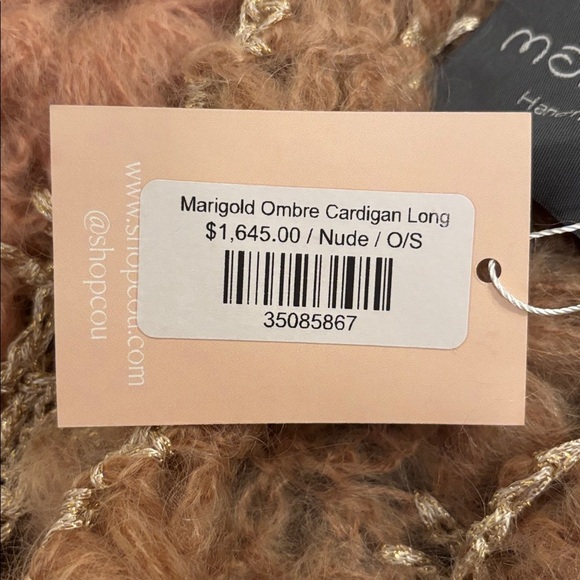 Marigold Ombre Cardigan Long
$1,645.00 / Nude / O/S
35085867
www.shopcou.com
@shopcou